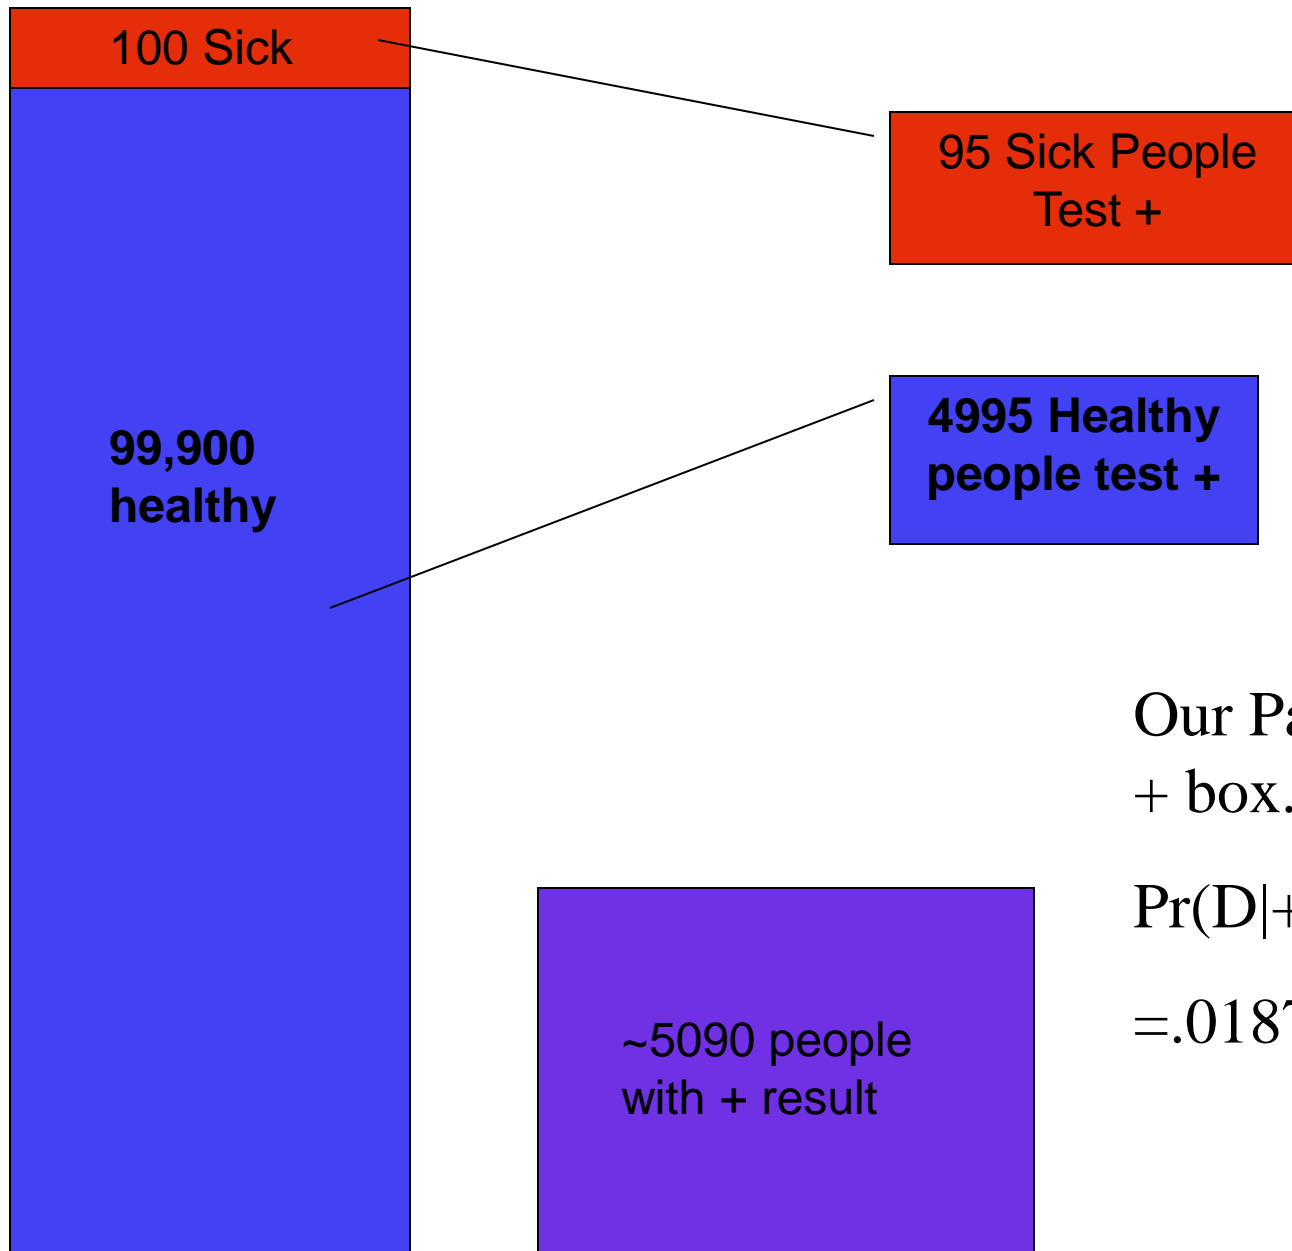 100 Sick
95 Sick People
Test +
99,900
healthy
4995 Healthy
people test +
Our
+ box.
Pr(D|+
=.018
~5090 people
with + result